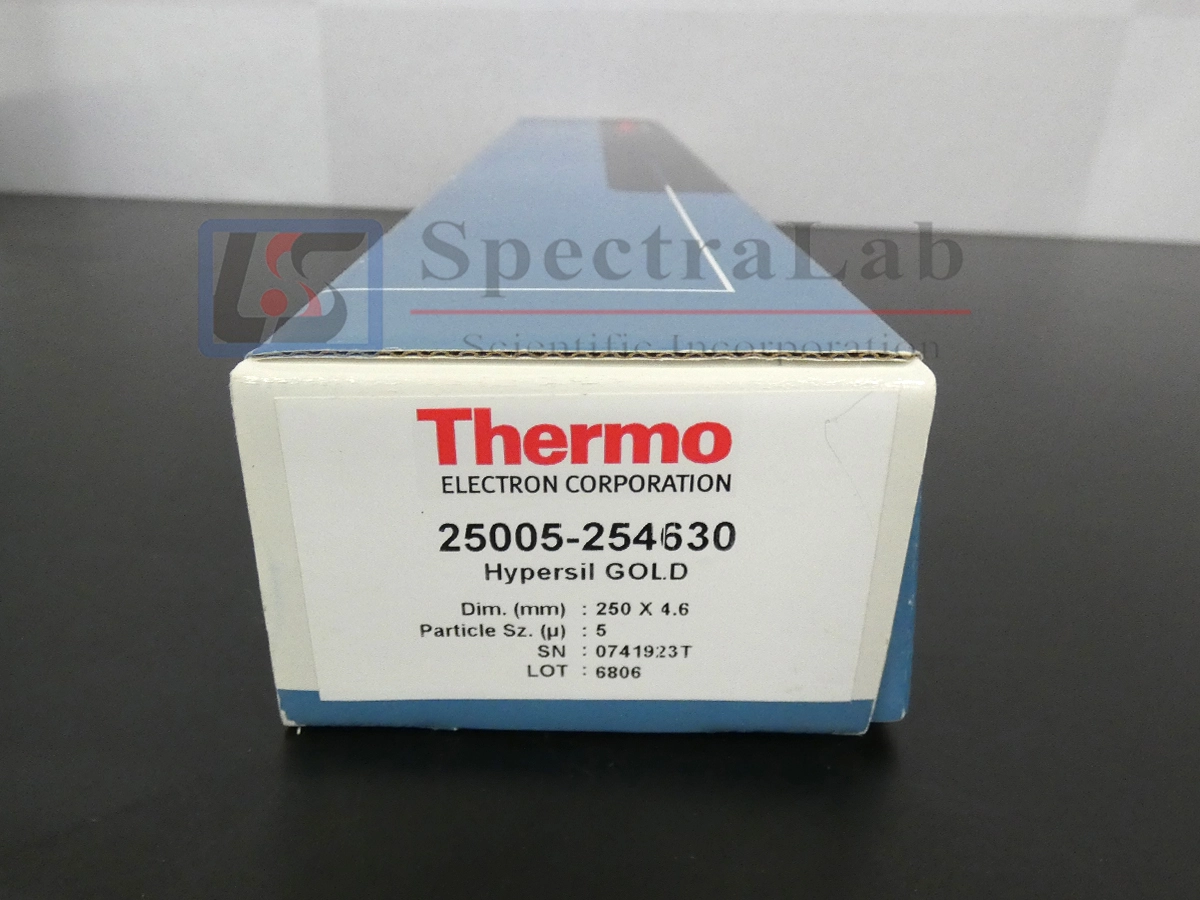 SpectraLab
Scientific Incorporation
Thermo
ELECTRON CORPORATION
25005-254630
Hypersil GOLD
Dim. (mm) : 250 X 4.6
Particle Sz. (µ) : 5
SN : 0741923T
LOT : 6806